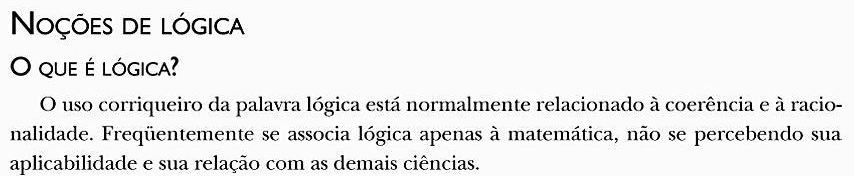 NOÇÕES DE LÓGICA
O QUE É LÓGICA?
O uso corriqueiro da palavra lógica está normalmente relacionado à coerência e à racio-
nalidade. Freqüentemente se associa lógica apenas à matemática, não se percebendo sua
aplicabilidade e sua relação com as demais ciências.